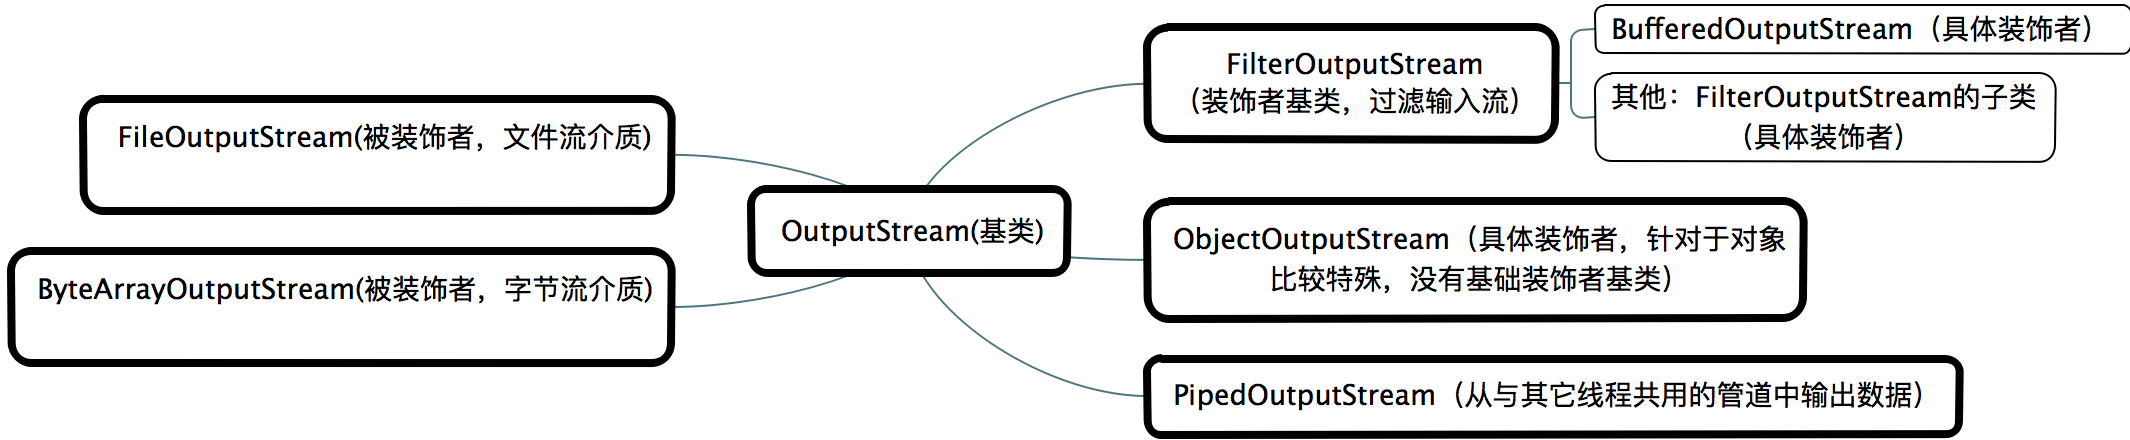 FileOutputStream(被装饰者，文件流介质)
ByteArrayOutputStream(被装饰者，字节流介质)
OutputStream(基类)
FilterOutputStream
（装饰者基类，过滤输入流）
BufferedOutputStream（具体装饰者）
其他：FilterOutputStream的子类
（具体装饰者）
ObjectOutputStream（具体装饰者，针对于对象
比较特殊，没有基础装饰者基类）
PipedOutputStream（从与其它线程共用的管道中输出数据）